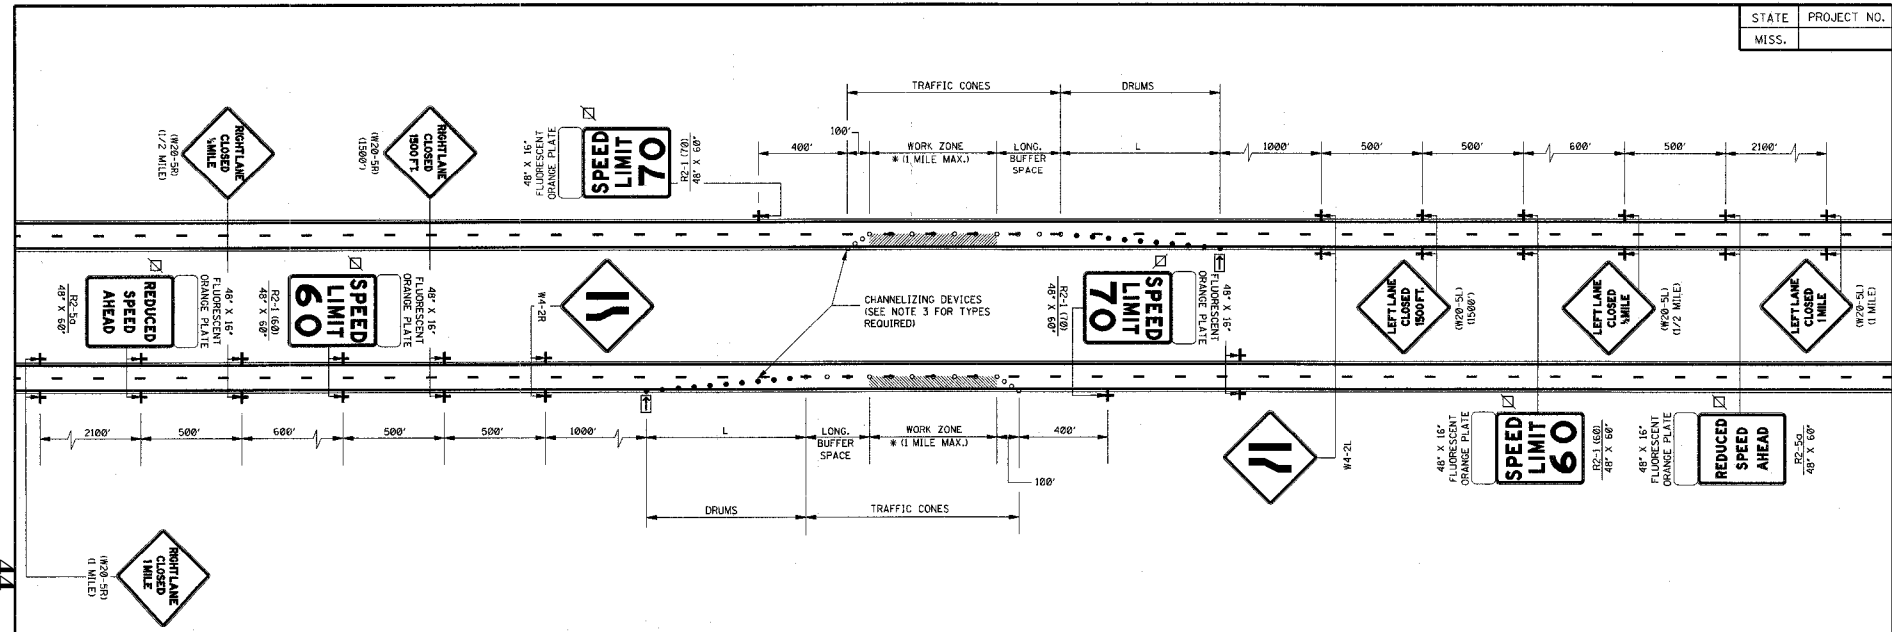 STATE PROJECT NO.
MISS.
TRAFFIC CONES
DRUMS
RIGHT LANE
CLOSED
½ MILE
(W20-5R)
(1/2 MILE)
RIGHT LANE
CLOSED
1500 FT.
(W20-5R)
(1500')
48" X 16"
FLUORESCENT
ORANGE PLATE
SPEED
LIMIT
70
R2-1 (70)
48" X 60"
400'
100'
WORK ZONE
* (1 MILE MAX.)
LONG.
BUFFER
SPACE
L
1000'
500'
500'
600'
500'
2100'
R2-5a
48" X 60"
REDUCED
SPEED
AHEAD
48" X 16"
FLUORESCENT
ORANGE PLATE
R2-1 (60)
48" X 60"
SPEED
LIMIT
60
48" X 16"
FLUORESCENT
ORANGE PLATE
W4-2R
CHANNELIZING DEVICES
(SEE NOTE 3 FOR TYPES
REQUIRED)
R2-1 (70)
48" X 60"
SPEED
LIMIT
70
48" X 16"
FLUORESCENT
ORANGE PLATE
LEFT LANE
CLOSED
1500 FT.
(W20-5L)
(1500')
LEFT LANE
CLOSED
½ MILE
(W20-5L)
(1/2 MILE)
LEFT LANE
CLOSED
1 MILE
(W20-5L)
(1 MILE)
2100'
500'
600'
500'
500'
1000'
L
LONG.
BUFFER
SPACE
WORK ZONE
* (1 MILE MAX.)
400'
100'
DRUMS
TRAFFIC CONES
W4-2L
48" X 16"
FLUORESCENT
ORANGE PLATE
SPEED
LIMIT
60
R2-1 (60)
48" X 60"
48" X 16"
FLUORESCENT
ORANGE PLATE
REDUCED
SPEED
AHEAD
R2-5a
48" X 60"
RIGHT LANE
CLOSED
1 MILE
(W20-5R)
(1 MILE)